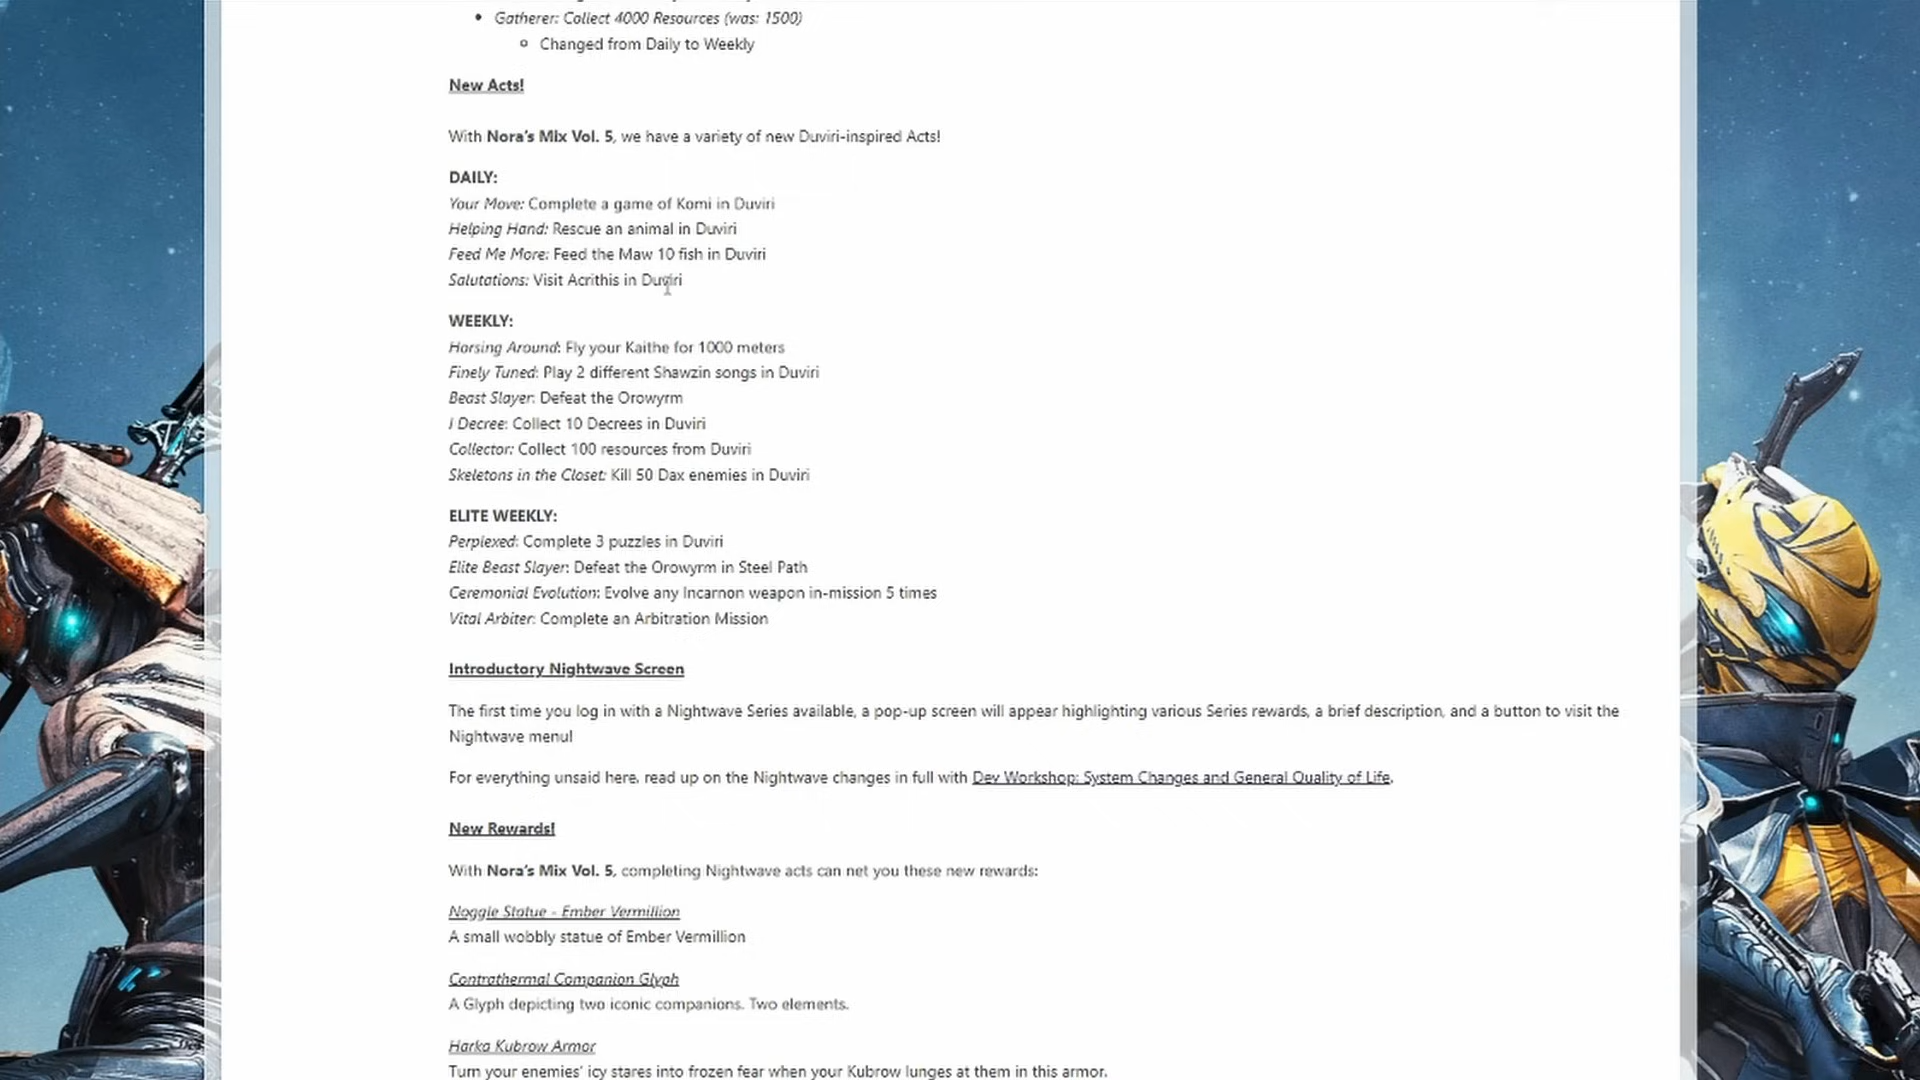 Gatherer: Collect 4000 Resources (was: 1500)
Changed from Daily to Weekly
New Acts!
With Nora's Mix Vol. 5, we have a variety of new Duviri-inspired Acts!
DAILY:
Your Move: Complete a game of Komi in Duviri
Helping Hand: Rescue an animal in Duviri
Feed Me More: Feed the Maw 10 fish in Duviri
Salutations: Visit Acrithis in Duviri
WEEKLY:
Horsing Around: Fly your Kaithe for 1000 meters
Finely Tuned: Play 2 different Shawzin songs in Duviri
Beast Slayer: Defeat the Orowyrm
I Decree: Collect 10 Decrees in Duviri
Collector: Collect 100 resources from Duviri
Skeletons in the Closet: Kill 50 Dax enemies in Duviri
ELITE WEEKLY:
Perplexed: Complete 3 puzzles in Duviri
Elite Beast Slayer: Defeat the Orowyrm in Steel Path
Ceremonial Evolution: Evolve any Incarnon weapon in-mission 5 times
Vital Arbiter: Complete an Arbitration Mission
Introductory Nightwave Screen
The first time you log in with a Nightwave Series available, a pop-up screen will appear highlighting various Series rewards, a brief description, and a button to visit the
Nightwave menu!
For everything unsaid here, read up on the Nightwave changes in full with Dev Workshop: System Changes and General Quality of Life.
New Rewards!
With Nora's Mix Vol. 5, completing Nightwave acts can net you these new rewards:
Noggle Statue - Ember Vermillion
A small wobbly statue of Ember Vermillion
Contrathermal Companion Glyph
A Glyph depicting two iconic companions. Two elements.
Harka Kubrow Armor
Turn your enemies' icy stares into frozen fear when your Kubrow lunges at them in this armor.